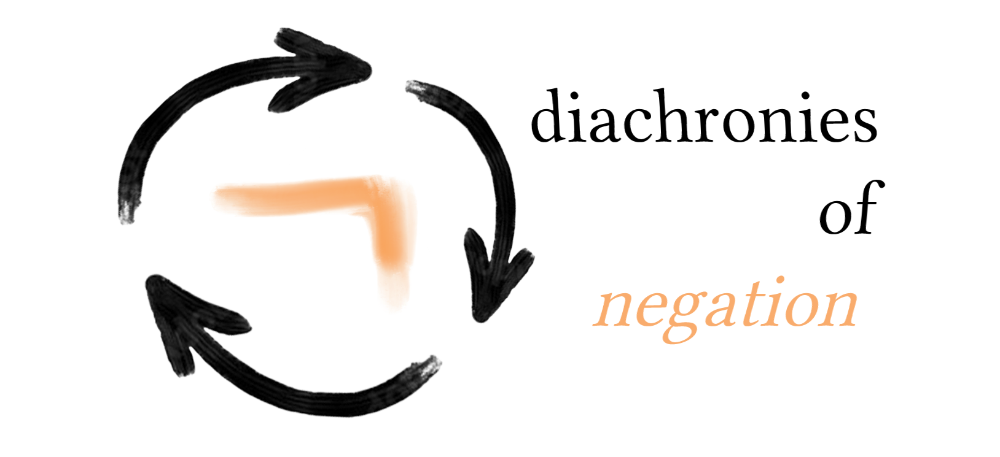 diachronies
of
negation